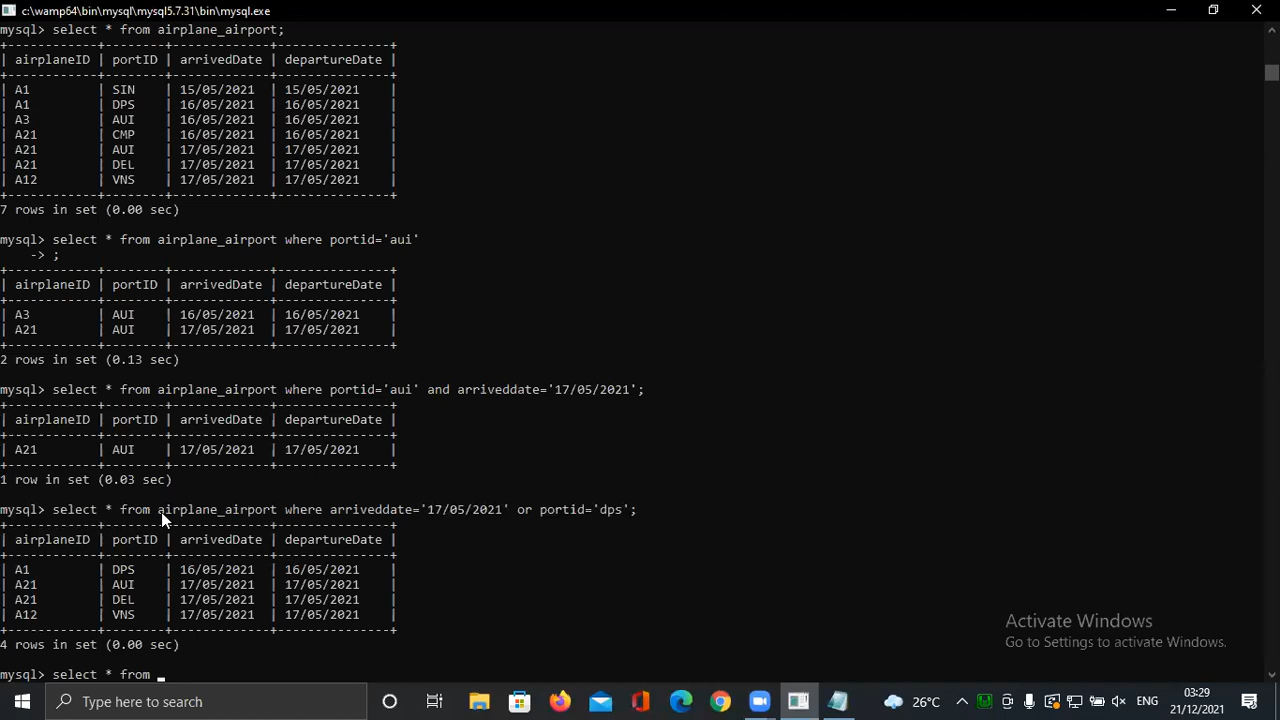 c:\wamp64\bin\mysql\mysql5.7.31\bin\mysql.exe
mysql> select * from airplane_airport;
+------------+--------+-------------+---------------+
| airplaneID | portID | arrivedDate | departureDate |
+------------+--------+-------------+---------------+
| A1         | SIN    | 15/05/2021  | 15/05/2021    |
| A1         | DPS    | 16/05/2021  | 16/05/2021    |
| A3         | AUI    | 16/05/2021  | 16/05/2021    |
| A21        | CMP    | 16/05/2021  | 16/05/2021    |
| A21        | AUI    | 17/05/2021  | 17/05/2021    |
| A21        | DEL    | 17/05/2021  | 17/05/2021    |
| A12        | VNS    | 17/05/2021  | 17/05/2021    |
+------------+--------+-------------+---------------+
7 rows in set (0.00 sec)
mysql> select * from airplane_airport where portid='aui'
    -> ;
+------------+--------+-------------+---------------+
| airplaneID | portID | arrivedDate | departureDate |
+------------+--------+-------------+---------------+
| A3         | AUI    | 16/05/2021  | 16/05/2021    |
| A21        | AUI    | 17/05/2021  | 17/05/2021    |
+------------+--------+-------------+---------------+
2 rows in set (0.13 sec)
mysql> select * from airplane_airport where portid='aui' and arriveddate='17/05/2021';
+------------+--------+-------------+---------------+
| airplaneID | portID | arrivedDate | departureDate |
+------------+--------+-------------+---------------+
| A21        | AUI    | 17/05/2021  | 17/05/2021    |
+------------+--------+-------------+---------------+
1 row in set (0.03 sec)
mysql> select * from airplane_airport where arriveddate='17/05/2021' or portid='dps';
+------------+--------+-------------+---------------+
| airplaneID | portID | arrivedDate | departureDate |
+------------+--------+-------------+---------------+
| A1         | DPS    | 16/05/2021  | 16/05/2021    |
| A21        | AUI    | 17/05/2021  | 17/05/2021    |
| A21        | DEL    | 17/05/2021  | 17/05/2021    |
| A12        | VNS    | 17/05/2021  | 17/05/2021    |
+------------+--------+-------------+---------------+
4 rows in set (0.00 sec)
mysql> select * from _
Activate Windows
Go to Settings to activate Windows.
Type here to search
26°C
ENG
03:29
21/12/2021